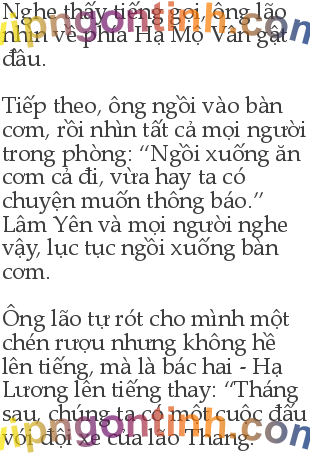 Nghe thấy tiếng gọi, ông lão
nhìn về phía Hạ Mộ Vân gật
đầu.
Tiếp theo, ông ngồi vào bàn
cơm, rồi nhìn tất cả mọi người
trong phòng: “Ngồi xuống ăn
cơm cả đi, vừa hay ta có
chuyện muốn thông báo.”
Lâm Yên và mọi người nghe
vậy, lục tục ngồi xuống bàn
cơm.
Ông lão tự rót cho mình một
chén rượu nhưng không hề
lên tiếng, mà là bác hai - Hạ
Lương lên tiếng thay: “Tháng
sau, chúng ta có một cuộc đấu
với đội xe của lão Thang.
vipngontinh.com
vipngontinh.com